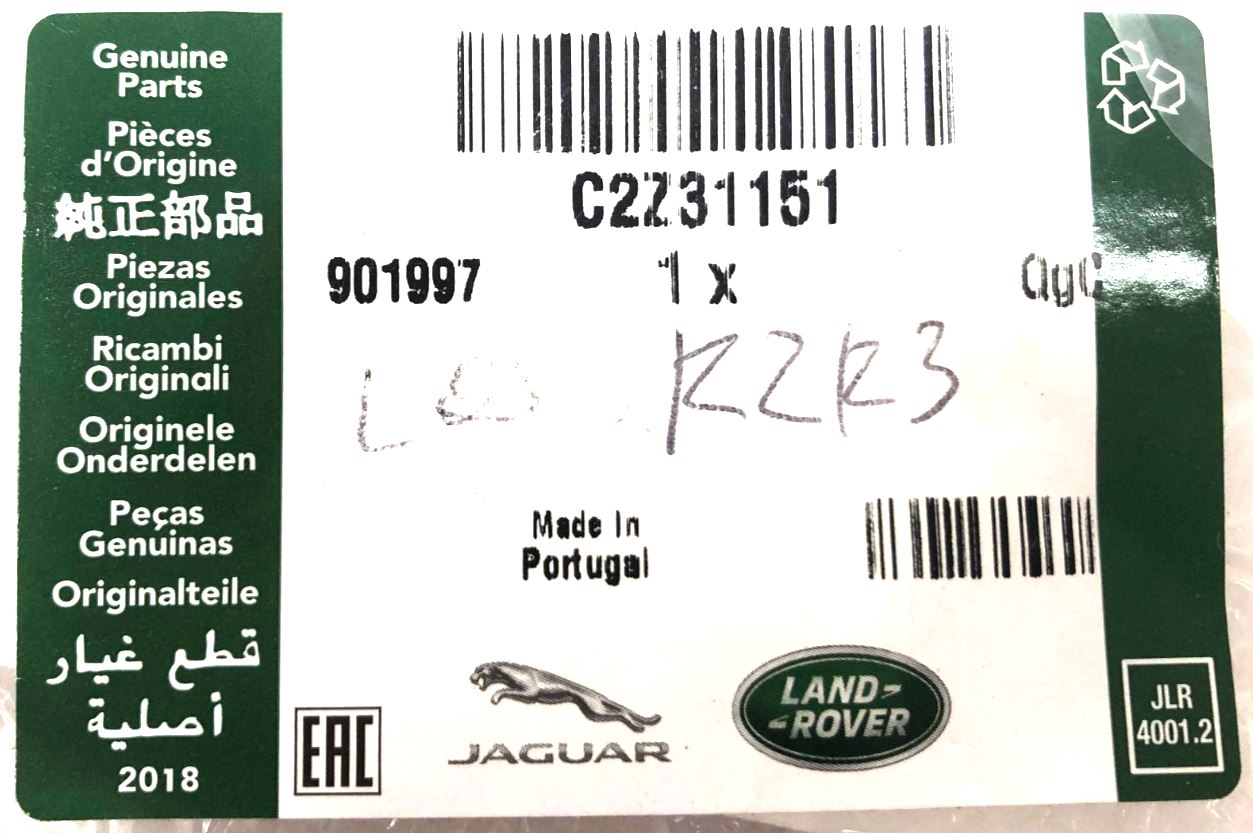 Genuine
Parts
Pièces
d'Origine
純正部品
Piezas
Originales
Ricambi
Originali
Originele
Onderdelen
Peças
Genuinas
Originalteile
قطع غيار
أصلية
2018
C2Z31151
901997 1 x
RZR3
Made In
Portugal
EAC
JAGUAR
LAND-
-ROVER
JLR
4001.2